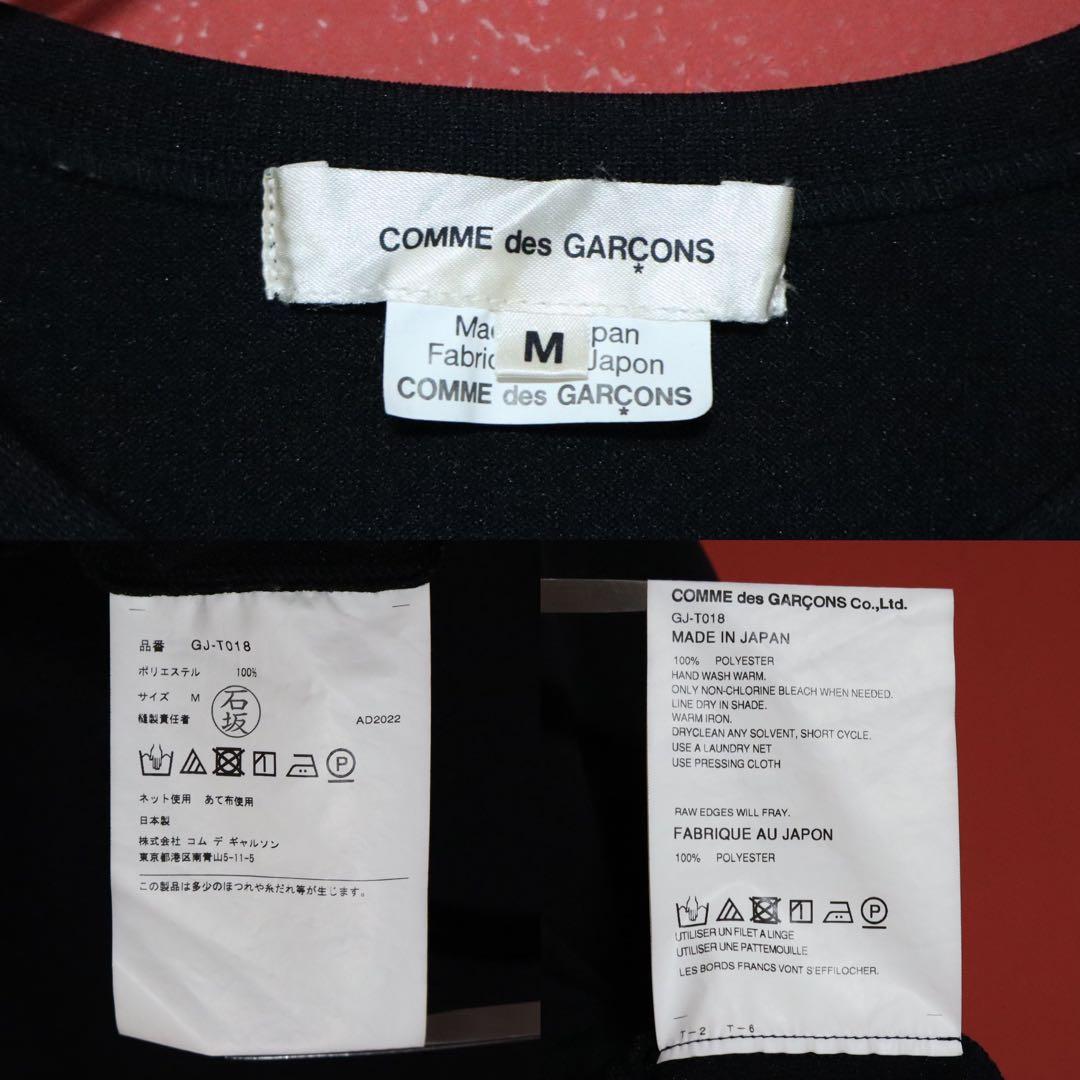 COMME des GARÇONS
*
Ma pan
M
Fabric Japon
COMME des GARÇONS
*
品番 GJ-T018
ポリエステル 100%
サイズ M
石坂
縫製責任者
AD2022
P
ネット使用 あて布使用
日本製
株式会社 コム デ ギャルソン
東京都港区南青山5-11-5
この製品は多少のほつれや糸だれ等が生じます。
COMME des GARÇONS Co.,Ltd.
GJ-T018
MADE IN JAPAN
100% POLYESTER
HAND WASH WARM.
ONLY NON-CHLORINE BLEACH WHEN NEEDED.
LINE DRY IN SHADE.
WARM IRON.
DRYCLEAN ANY SOLVENT, SHORT CYCLE.
USE A LAUNDRY NET
USE PRESSING CLOTH
RAW EDGES WILL FRAY.
FABRIQUE AU JAPON
100% POLYESTER
P
UTILISER UN FILET A LINGE
UTILISER UNE PATTEMOUILLE
LES BORDS FRANCS VONT S'EFFILOCHER.
T-2 T-6